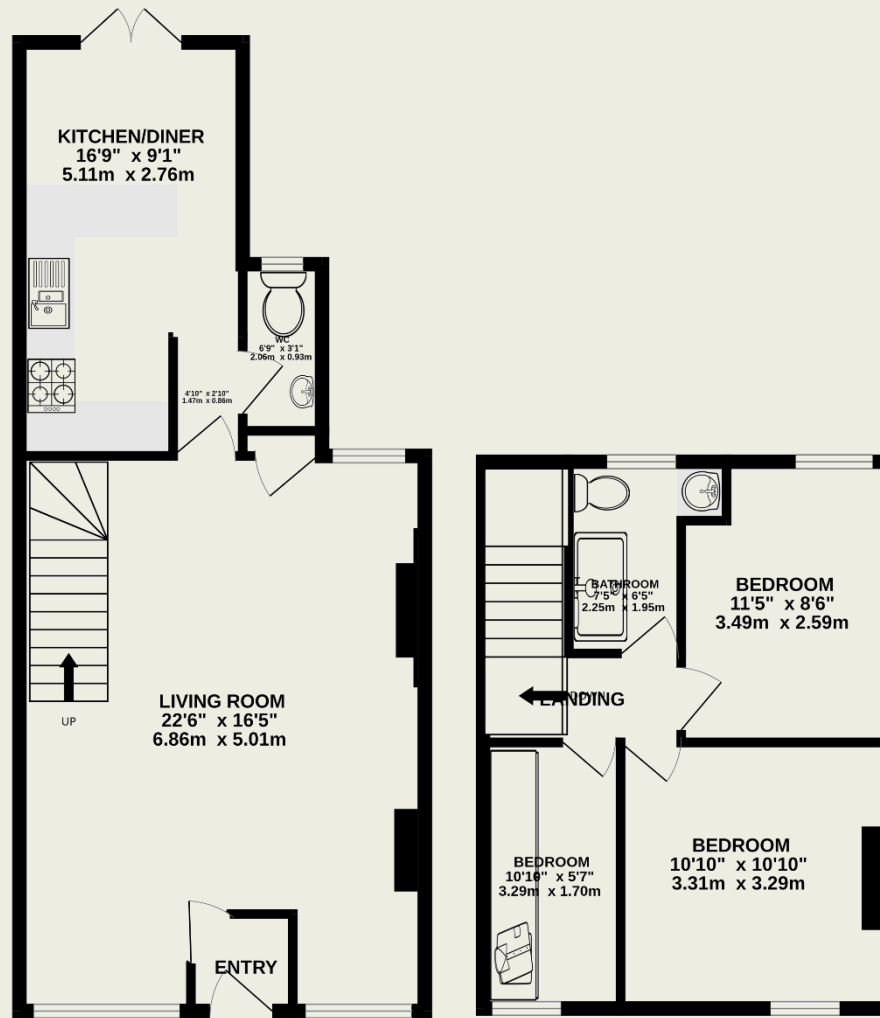 KITCHEN/DINER
16'9" x 9'1"
5.11m x 2.76m
WC
6'9" x 3'1"
2.06m x 0.93m
4'10" x 2'10"
1.47m x 0.86m
UP
LIVING ROOM
22'6" x 16'5"
6.86m x 5.01m
ENTRY
BATHROOM
7'5" x 6'5"
2.25m x 1.95m
BEDROOM
11'5" x 8'6"
3.49m x 2.59m
DOWN
LANDING
BEDROOM
10'10" x 5'7"
3.29m x 1.70m
BEDROOM
10'10" x 10'10"
3.31m x 3.29m